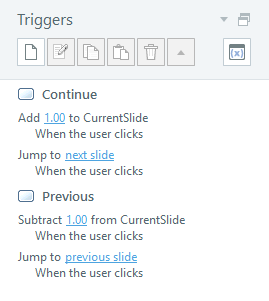 Triggers
(x)
Continue
Add 1.00 to CurrentSlide
When the user clicks
Jump to next slide
When the user clicks
Previous
Subtract 1.00 from CurrentSlide
When the user clicks
Jump to previous slide
When the user clicks